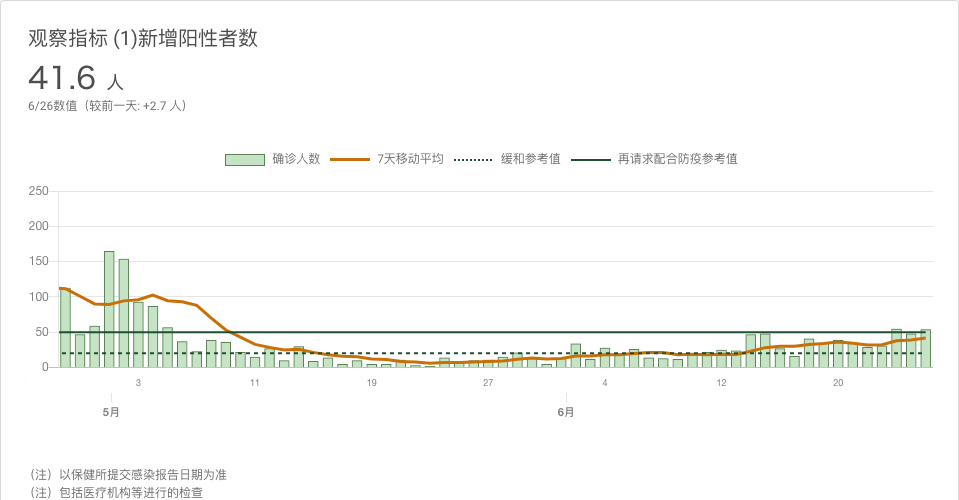 观察指标 (1)新增阳性者数
41.6 人
6/26数值（较前一天: +2.7 人）
确诊人数 7天移动平均 缓和参考值 再请求配合防疫参考值
250
200
150
100
50
0
3 11 19 27 4 12 20
5月 6月
（注）以保健所提交感染报告日期为准
（注）包括医疗机构等进行的检查